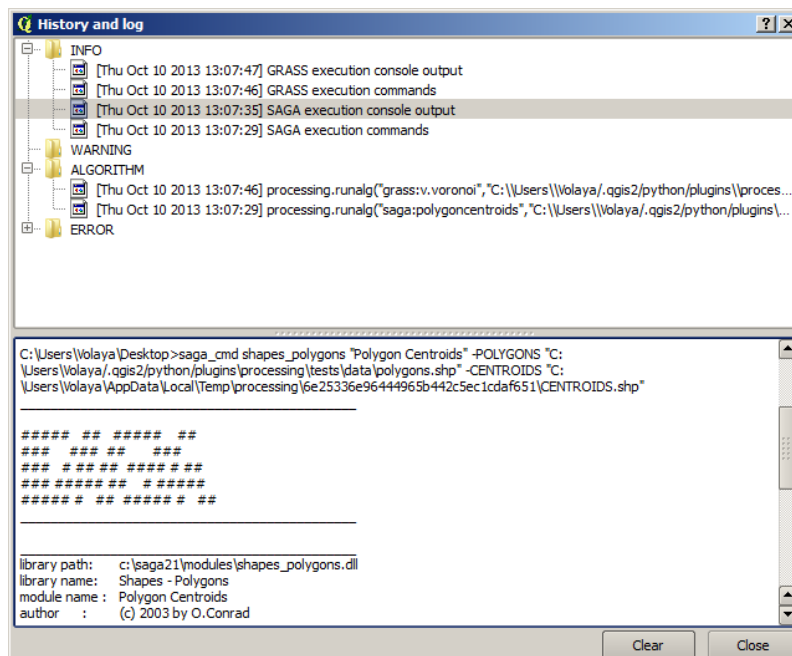 History and log
INFO
[Thu Oct 10 2013 13:07:47] GRASS execution console output
[Thu Oct 10 2013 13:07:46] GRASS execution commands
[Thu Oct 10 2013 13:07:35] SAGA execution console output
[Thu Oct 10 2013 13:07:29] SAGA execution commands
WARNING
ALGORITHM
[Thu Oct 10 2013 13:07:46] processing.runalg("grass:v.voronoi","C:\\Users\\Volaya/.qgis2/python/plugins\\proces...
[Thu Oct 10 2013 13:07:29] processing.runalg("saga:polygoncentroids","C:\\Users\\Volaya/.qgis2/python/plugins\...
ERROR
C:\Users\Volaya\Desktop>saga_cmd shapes_polygons "Polygon Centroids" -POLYGONS "C:
\Users\Volaya/.qgis2/python/plugins\processing\tests\data\polygons.shp" -CENTROIDS "C:
\Users\Volaya\AppData\Local\Temp\processing\6e25336e96444965b442c5ec1cdaf651\CENTROIDS.shp"
_____________________________________________
##### ## ##### ##
### ### ## ###
### # ## ## #### # ##
### ##### ## # #####
##### # ## ##### # ##
_____________________________________________
_____________________________________________
library path: c:\saga21\modules\shapes_polygons.dll
library name: Shapes - Polygons
module name : Polygon Centroids
author : (c) 2003 by O.Conrad
Clear Close